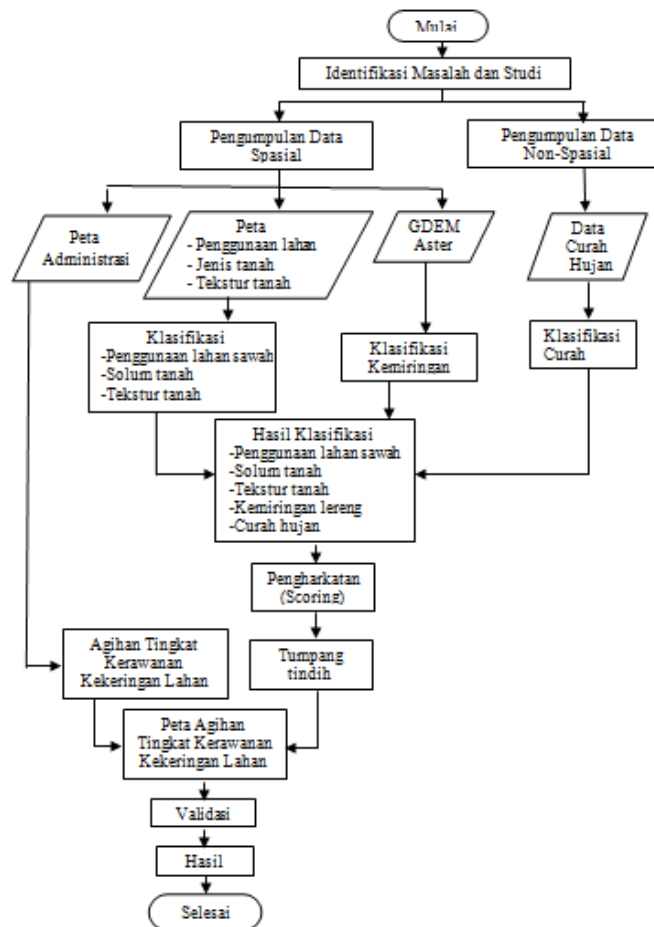 Mulai
Identifikasi Masalah dan Studi
Pengumpulan Data
Spasial
Pengumpulan Data
Non-Spasial
Peta
Administrasi
Peta
- Penggunaan lahan
- Jenis tanah
- Tekstur tanah
GDEM
Aster
Data
Curah
Hujan
Klasifikasi
-Penggunaan lahan sawah
-Solum tanah
-Tekstur tanah
Klasifikasi
Kemiringan
Klasifikasi
Curah
Hasil Klasifikasi
-Penggunaan lahan sawah
-Solum tanah
-Tekstur tanah
-Kemiringan lereng
-Curah hujan
Pengharkatan
(Scoring)
Agihan Tingkat
Kerawanan
Kekeringan Lahan
Tumpang
tindih
Peta Agihan
Tingkat Kerawanan
Kekeringan Lahan
Validasi
Hasil
Selesai